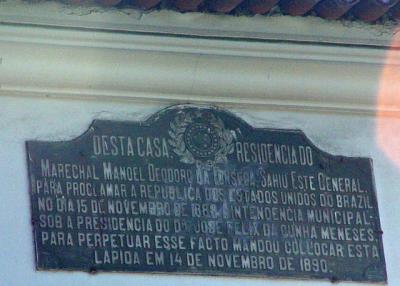 DESTA CASA, RESIDENCIA DO
MARECHAL MANOEL DEODORO DA FONSECA, SAHIU ESTE GENERAL,
PARA PROCLAMAR A REPUBLICA DOS ESTADOS UNIDOS DO BRAZIL
NO DIA 15 DE NOVEMBRO DE 1889. A INTENDENCIA MUNICIPAL-
SOB A PRESIDENCIA DO DR JOSÉ FELIX DA CUNHA MENESES,
PARA PERPETUAR ESSE FACTO MANDOU COLLOCAR ESTA
LAPIDA EM 14 DE NOVEMBRO DE 1890.